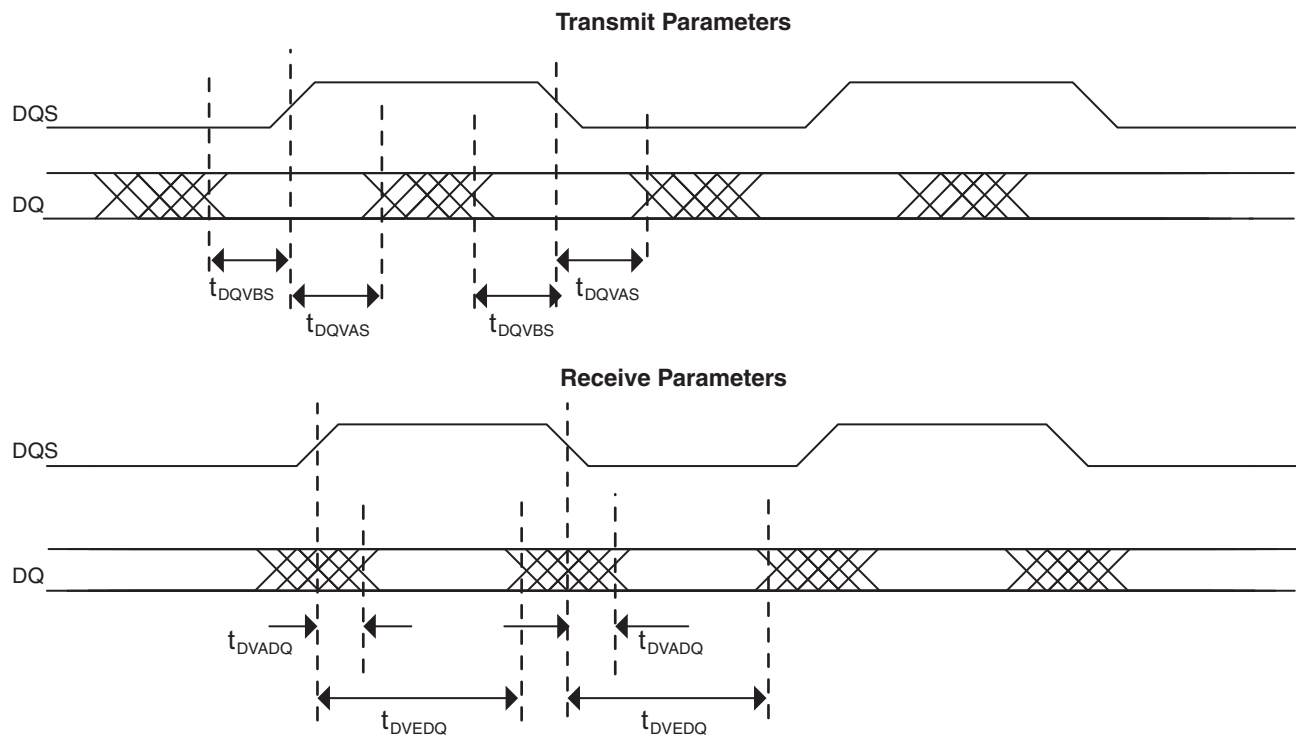 Transmit Parameters
DQS
DQ
tDQVBS
tDQVAS
tDQVAS
tDQVBS
Receive Parameters
DQS
DQ
tDVADQ
tDVADQ
tDVEDQ
tDVEDQ